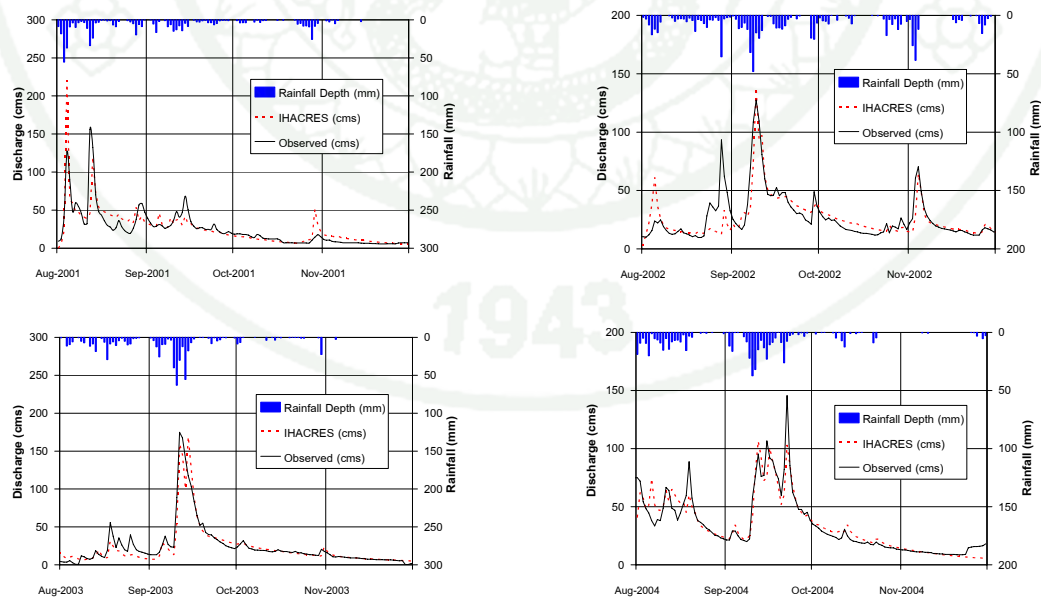 300
250
200
150
100
50
0
Discharge (cms)
0
50
100
150
200
250
300
Rainfall (mm)
Rainfall Depth (mm)
IHACRES (cms)
Observed (cms)
Aug-2001
Sep-2001
Oct-2001
Nov-2001
200
150
100
50
0
Discharge (cms)
0
50
100
150
200
Rainfall (mm)
Rainfall Depth (mm)
IHACRES (cms)
Observed (cms)
Aug-2002
Sep-2002
Oct-2002
Nov-2002
1943
300
250
200
150
100
50
0
Discharge (cms)
0
50
100
150
200
250
300
Rainfall (mm)
Rainfall Depth (mm)
IHACRES (cms)
Observed (cms)
Aug-2003
Sep-2003
Oct-2003
Nov-2003
200
150
100
50
0
Discharge (cms)
0
50
100
150
200
Rainfall (mm)
Rainfall Depth (mm)
IHACRES (cms)
Observed (cms)
Aug-2004
Sep-2004
Oct-2004
Nov-2004